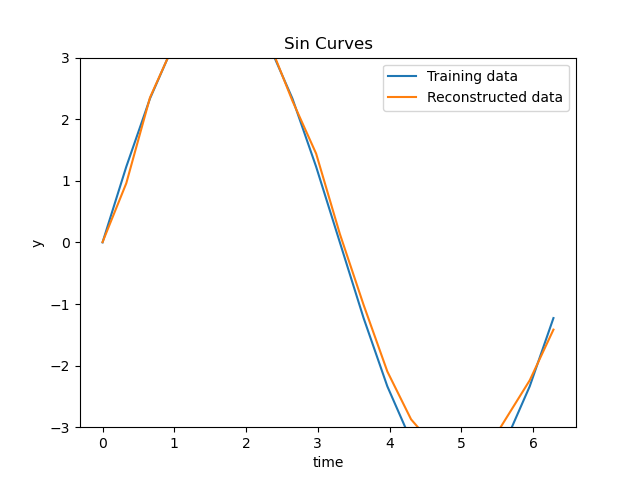 Sin Curves
Training data
Reconstructed data
3
2
1
0
−1
−2
−3
y
0 1 2 3 4 5 6
time